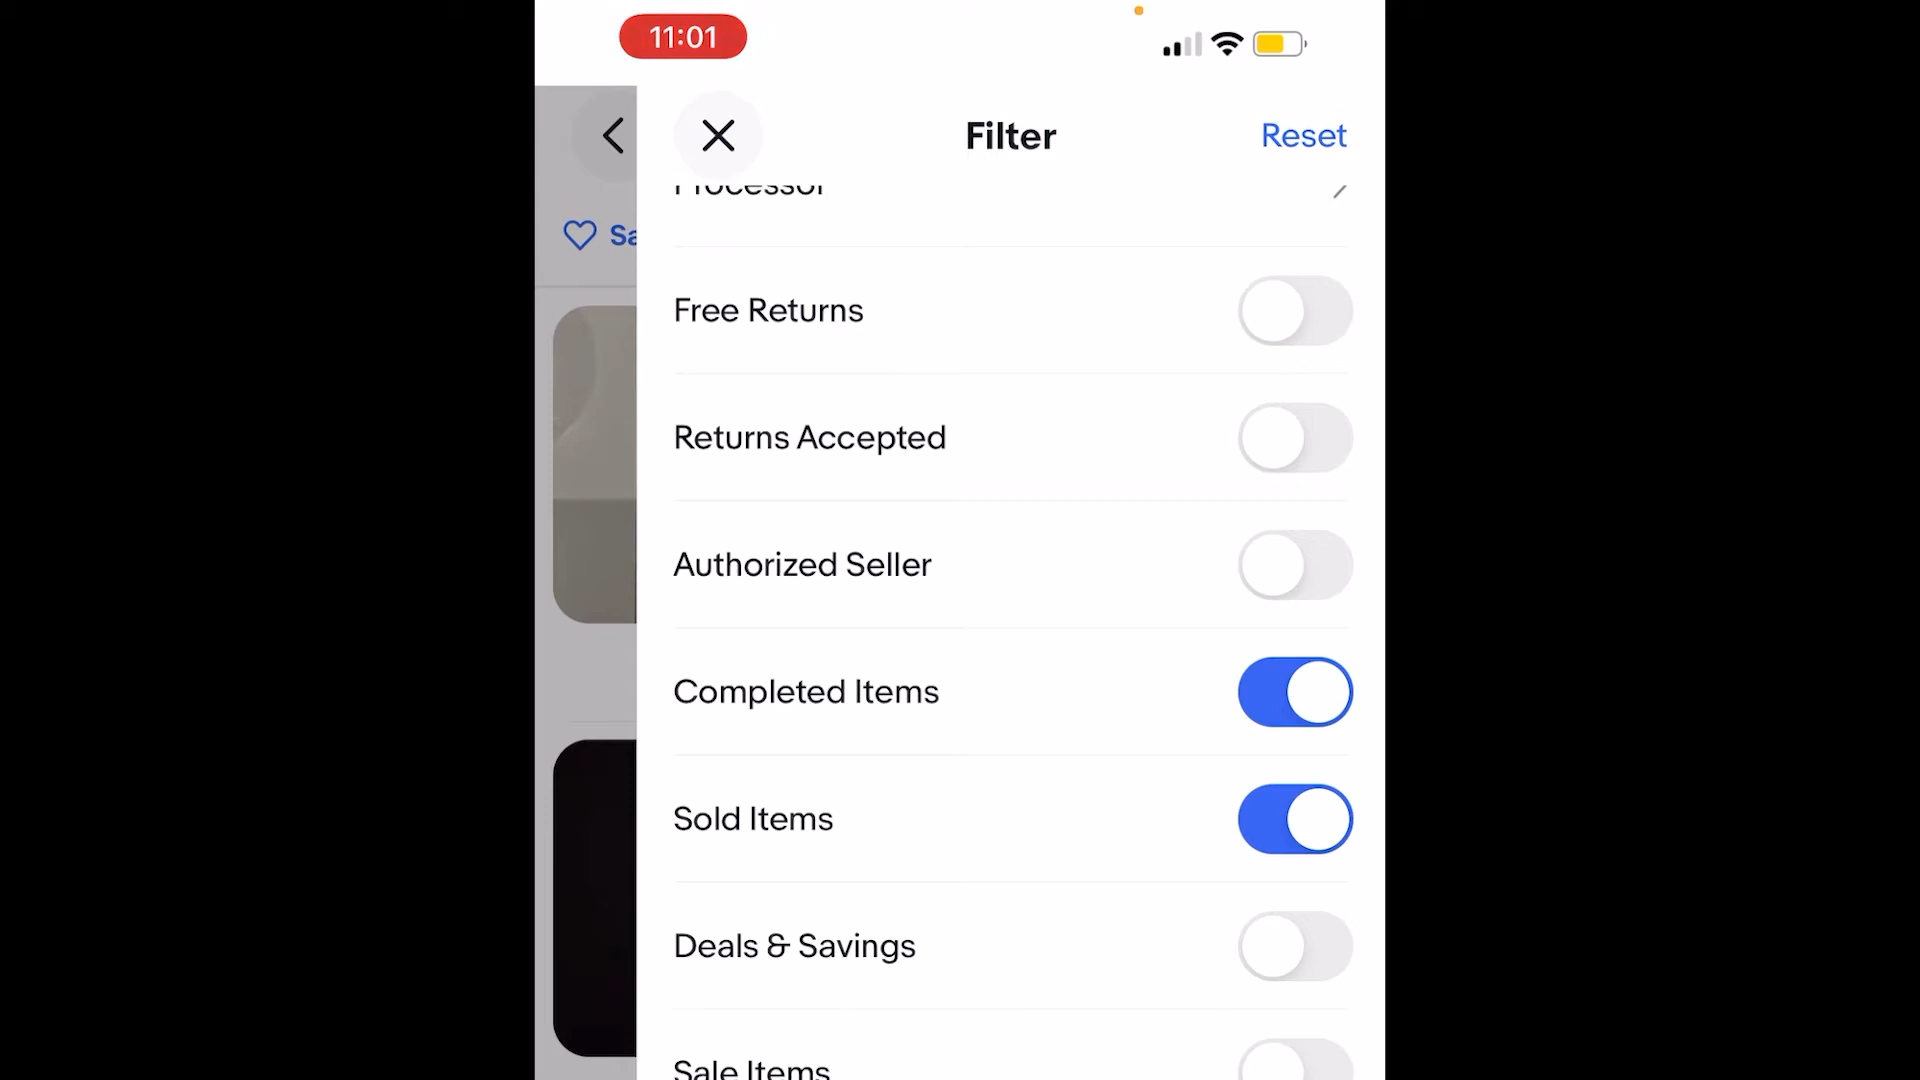 11:01
Filter
Reset
Processor
Sa
Free Returns
Returns Accepted
Authorized Seller
Completed Items
Sold Items
Deals & Savings
Sale Items